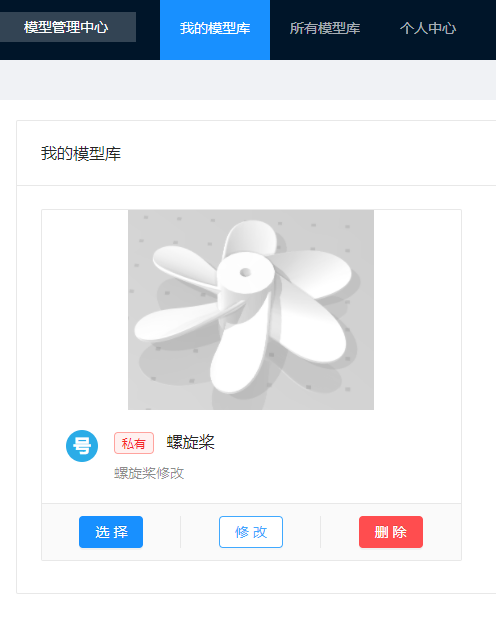 模型管理中心 我的模型库 所有模型库 个人中心
我的模型库
号 私有 螺旋桨
螺旋桨修改
选择 修改 删除